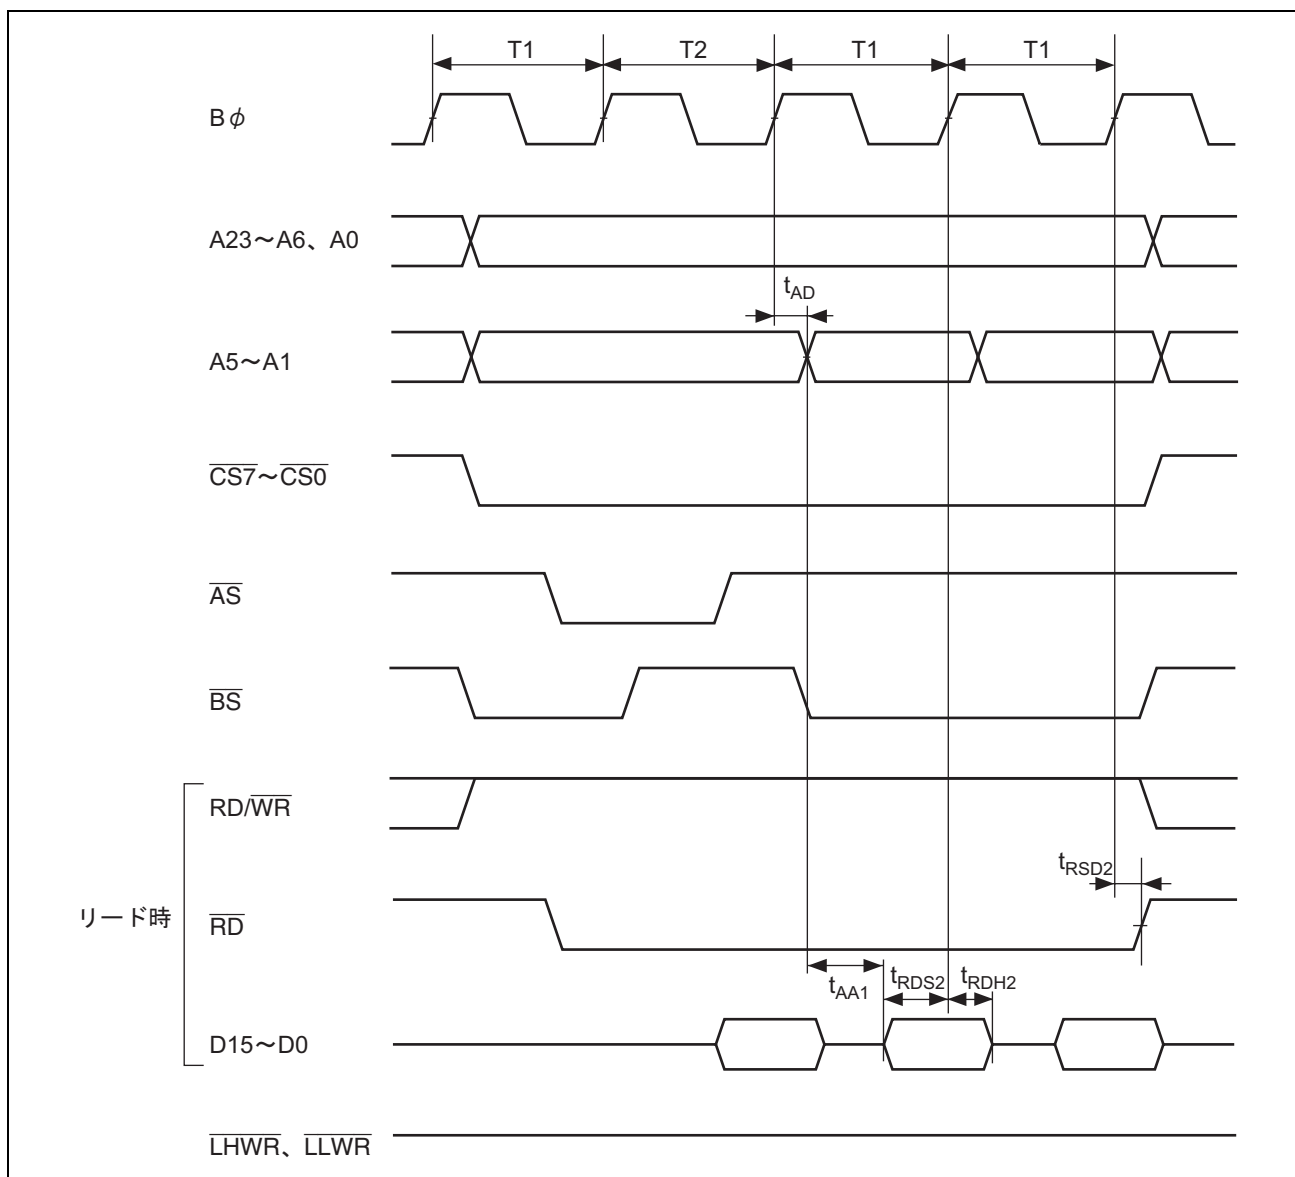 T1 T2 T1 T1
Bφ
A23〜A6、A0
tAD
A5〜A1
CS7〜CS0
AS
BS
RD/WR
tRSD2
リード時
RD
tAA1 tRDS2 tRDH2
D15〜D0
LHWR、LLWR